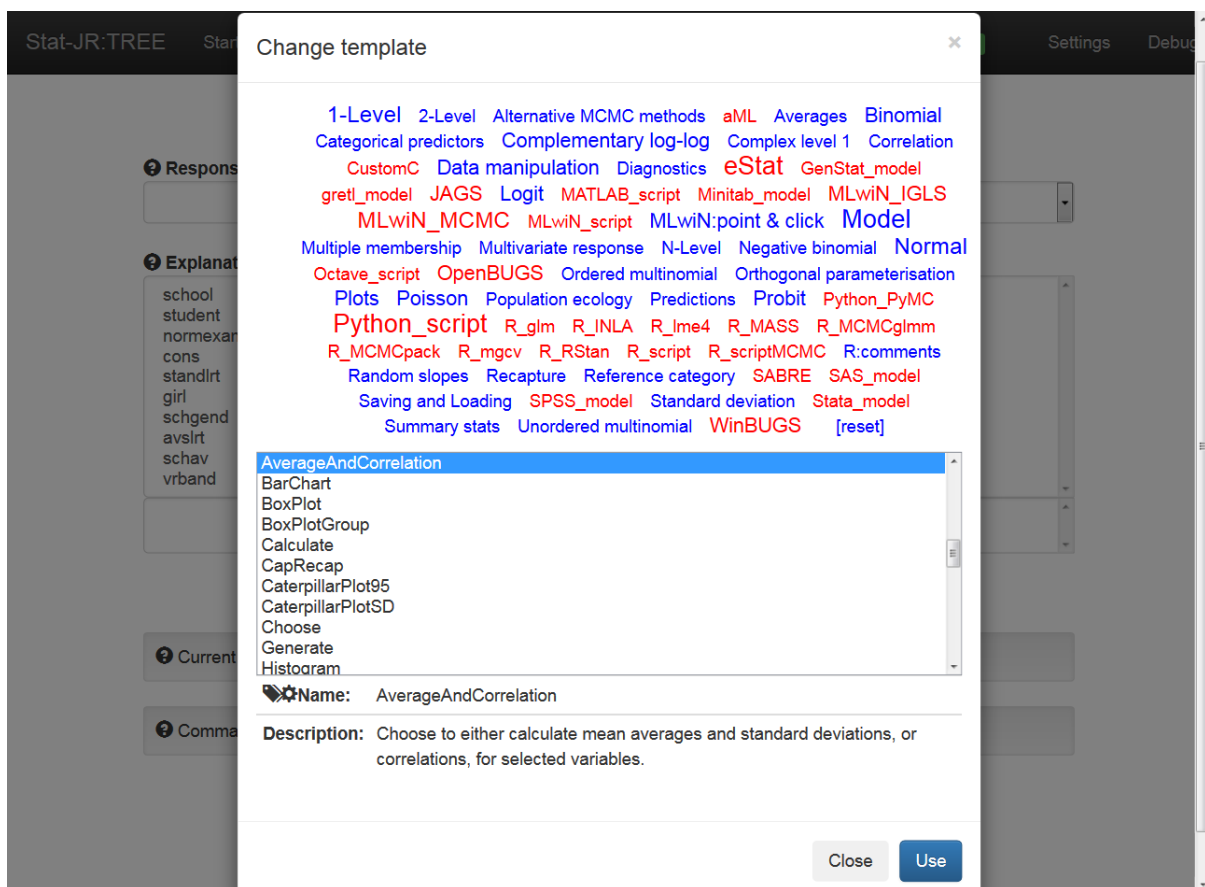 Stat-JR:TREE Settings
Change template ×
1-Level 2-Level Alternative MCMC methods aML Averages Binomial
Categorical predictors Complementary log-log Complex level 1 Correlation
CustomC Data manipulation Diagnostics eStat GenStat_model
gretl_model JAGS Logit MATLAB_script Minitab_model MLwiN_IGLS
MLwiN_MCMC MLwiN_script MLwiN:point & click Model
Multiple membership Multivariate response N-Level Negative binomial Normal
Octave_script OpenBUGS Ordered multinomial Orthogonal parameterisation
Plots Poisson Population ecology Predictions Probit Python_PyMC
Python_script R_glm R_INLA R_lme4 R_MASS R_MCMCglmm
R_MCMCpack R_mgcv R_RStan R_script R_scriptMCMC R:comments
Random slopes Recapture Reference category SABRE SAS_model
Saving and Loading SPSS_model Standard deviation Stata_model
Summary stats Unordered multinomial WinBUGS [reset]
Respons
Explanat
school
student
normexam
cons
standlrt
girl
schgend
avslrt
schav
vrband
AverageAndCorrelation
BarChart
BoxPlot
BoxPlotGroup
Calculate
CapRecap
CaterpillarPlot95
CaterpillarPlotSD
Choose
Generate
Histogram
Current
Comma
Name: AverageAndCorrelation
Description: Choose to either calculate mean averages and standard deviations, or
correlations, for selected variables.
Close Use